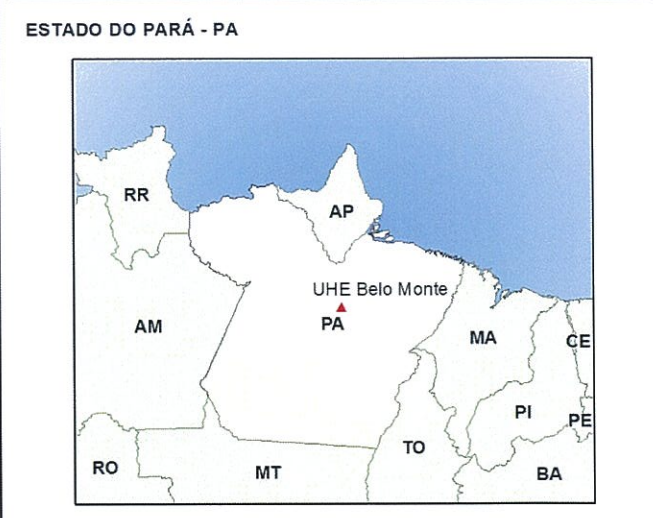 ESTADO DO PARÁ - PA
RR
AP
UHE Belo Monte
AM
PA
MA
CE
PI
PE
TO
RO
MT
BA